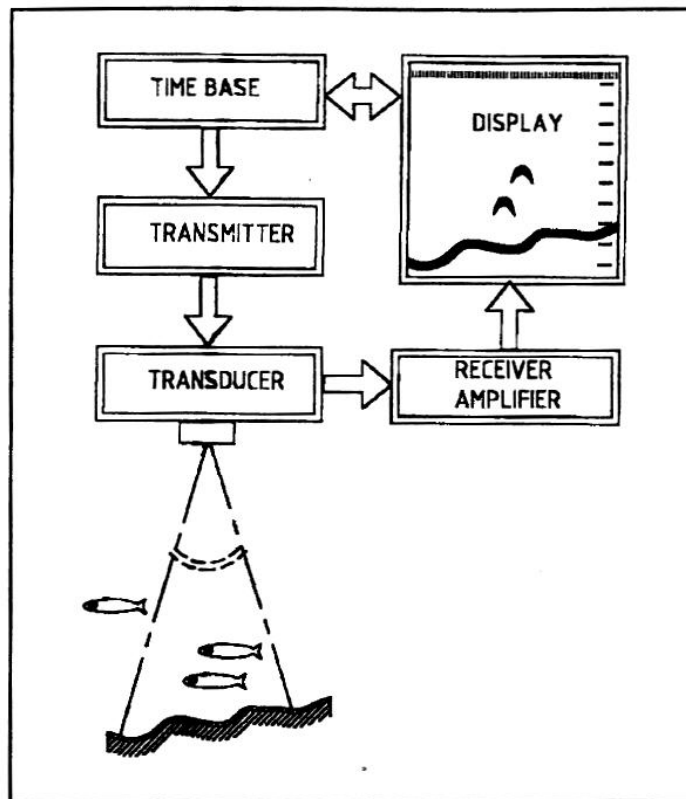 TIME BASE
DISPLAY
TRANSMITTER
TRANSDUCER
RECEIVER
AMPLIFIER